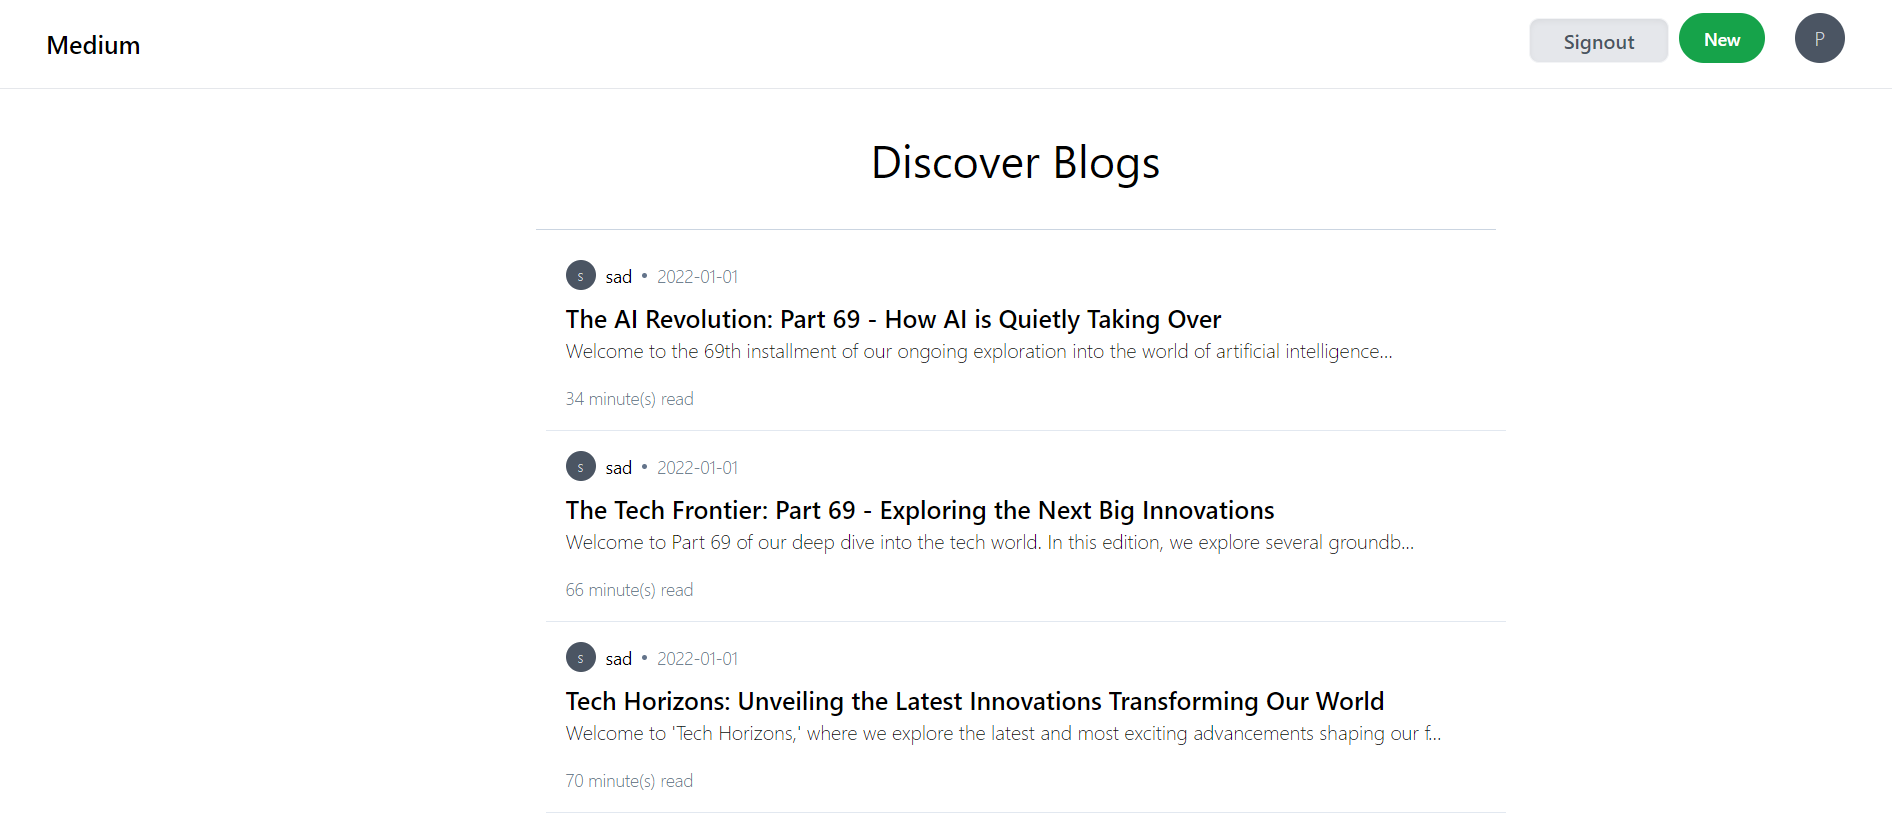 Medium
Signout
New
P
Discover Blogs
s sad • 2022-01-01
The AI Revolution: Part 69 - How AI is Quietly Taking Over
Welcome to the 69th installment of our ongoing exploration into the world of artificial intelligence...
34 minute(s) read
s sad • 2022-01-01
The Tech Frontier: Part 69 - Exploring the Next Big Innovations
Welcome to Part 69 of our deep dive into the tech world. In this edition, we explore several groundb...
66 minute(s) read
s sad • 2022-01-01
Tech Horizons: Unveiling the Latest Innovations Transforming Our World
Welcome to 'Tech Horizons,' where we explore the latest and most exciting advancements shaping our f...
70 minute(s) read